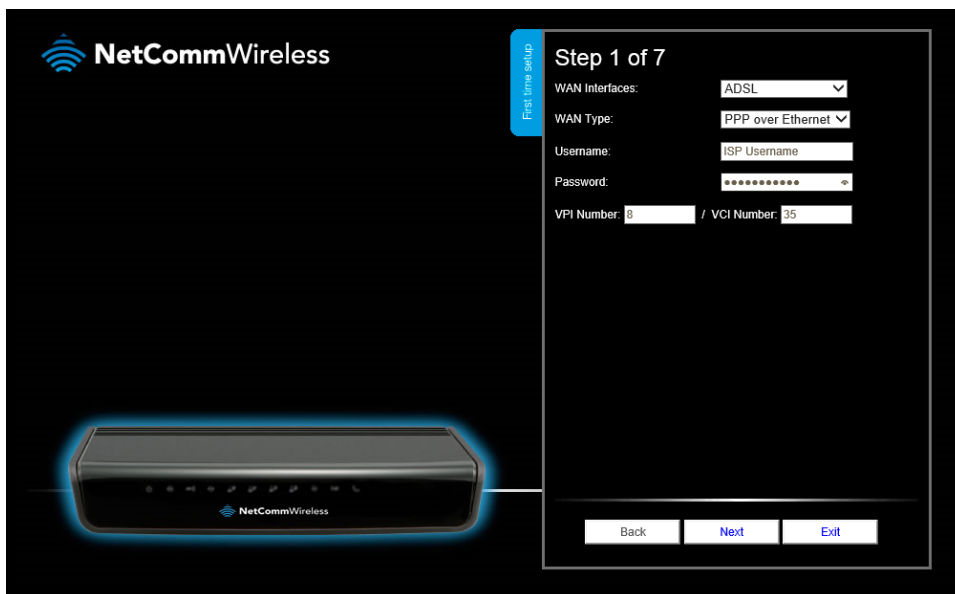 NetCommWireless
First time setup
Step 1 of 7
WAN Interfaces: ADSL
WAN Type: PPP over Ethernet
Username: ISP Username
Password: •••••••••••
VPI Number: 8 / VCI Number: 35
NetCommWireless
Back Next Exit